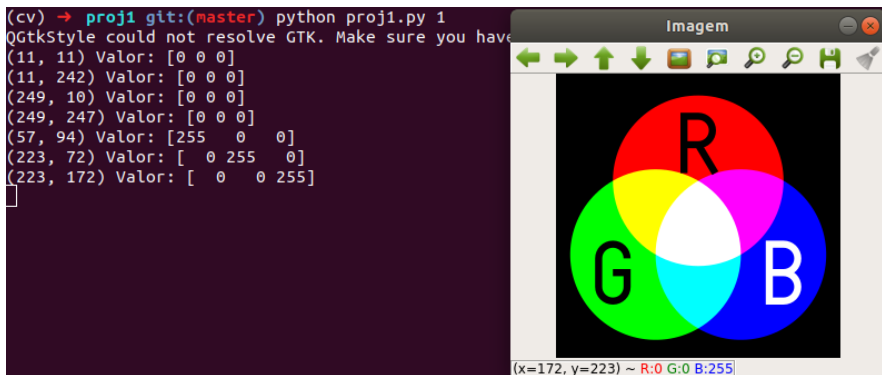 (cv) → proj1 git:(master) python proj1.py 1
QGtkStyle could not resolve GTK. Make sure you have
(11, 11) Valor: [0 0 0]
(11, 242) Valor: [0 0 0]
(249, 10) Valor: [0 0 0]
(249, 247) Valor: [0 0 0]
(57, 94) Valor: [255   0   0]
(223, 72) Valor: [  0 255   0]
(223, 172) Valor: [  0   0 255]
Imagem
R
G B
(x=172, y=223) ~ R:0 G:0 B:255